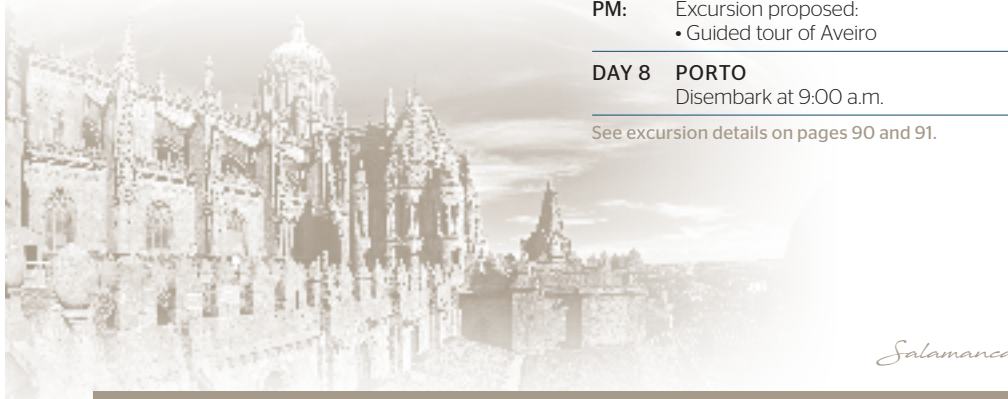 PM: Excursion proposed:
• Guided tour of Aveiro
DAY 8 PORTO
Disembark at 9:00 a.m.
See excursion details on pages 90 and 91.
Salamanca